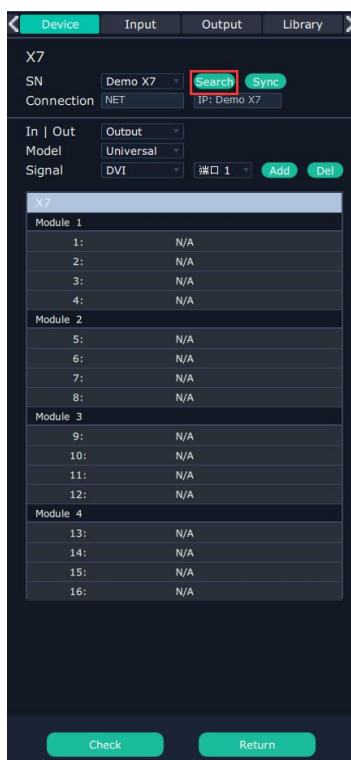 Device Input Output Library
X7
SN Demo X7 Search Sync
Connection NET IP: Demo X7
In | Out Output
Model Universal
Signal DVI 端口 1 Add Del
X7
Module 1
1: N/A
2: N/A
3: N/A
4: N/A
Module 2
5: N/A
6: N/A
7: N/A
8: N/A
Module 3
9: N/A
10: N/A
11: N/A
12: N/A
Module 4
13: N/A
14: N/A
15: N/A
16: N/A
Check Return